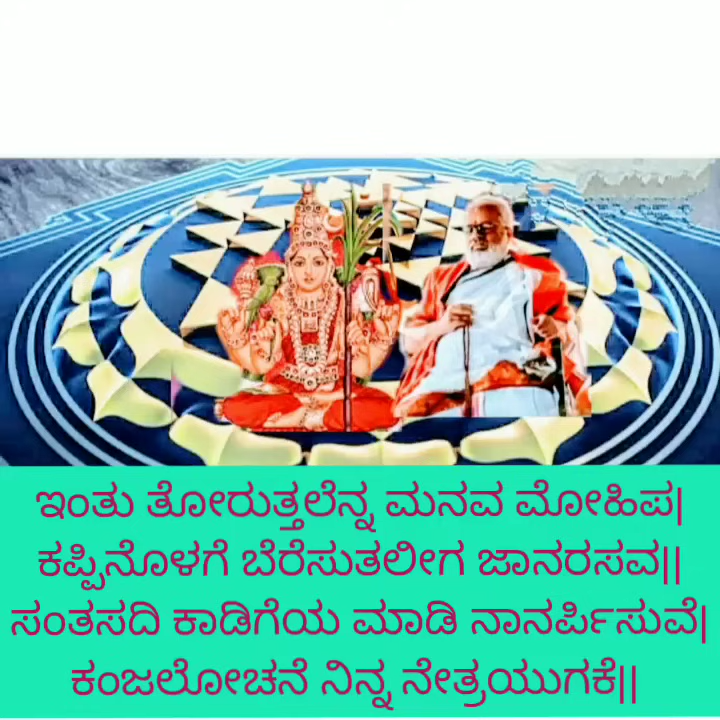 ಇಂತು ತೋರುತ್ತಲೆನ್ನ ಮನವ ಮೋಹಿಪ|
ಕಪ್ಪಿನೊಳಗೆ ಬೆರೆಸುತಲೀಗ ಜಾನರಸವ||
ಸಂತಸದಿ ಕಾಡಿಗೆಯ ಮಾಡಿ ನಾನರ್ಪಿಸುವೆ|
ಕಂಜಲೋಚನೆ ನಿನ್ನ ನೇತ್ರಯುಗಕೆ||